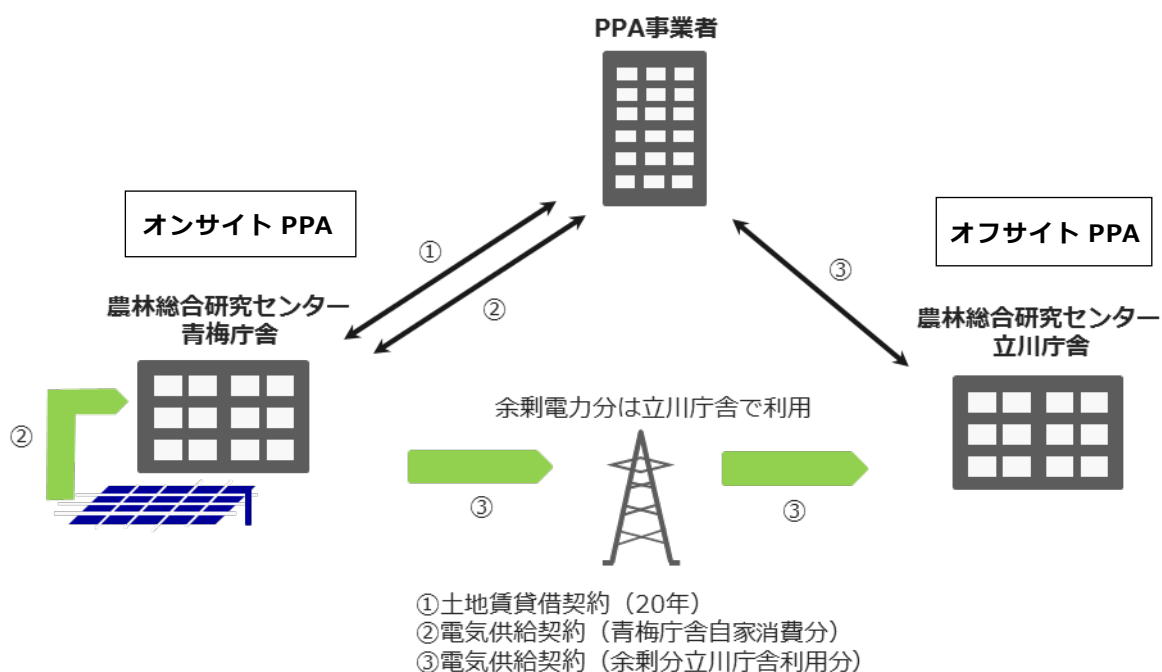 PPA事業者
オンサイト PPA
オフサイト PPA
①
②
③
農林総合研究センター
青梅庁舎
農林総合研究センター
立川庁舎
②
余剰電力分は立川庁舎で利用
③
③
①土地賃貸借契約（20年）
②電気供給契約（青梅庁舎自家消費分）
③電気供給契約（余剰分立川庁舎利用分）